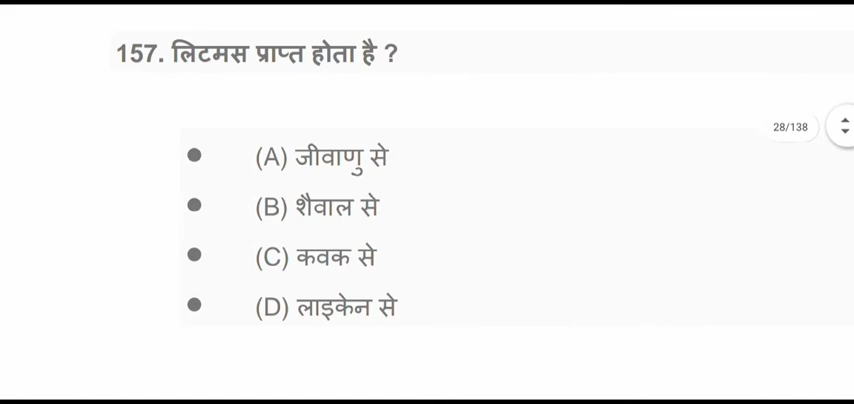 157. लिटमस प्राप्त होता है ?
28/138
(A) जीवाणु से
(B) शैवाल से
(C) कवक से
(D) लाइकेन से